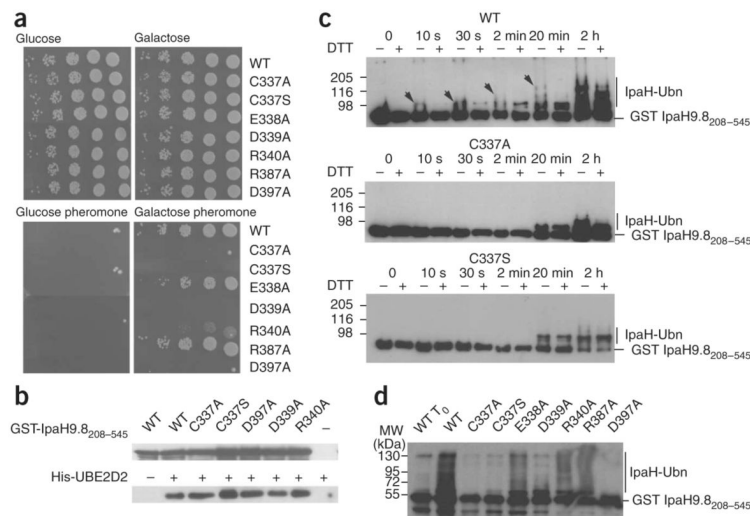 a
Glucose Galactose
WT
C337A
C337S
E338A
D339A
R340A
R387A
D397A
Glucose pheromone Galactose pheromone
WT
C337A
C337S
E338A
D339A
R340A
R387A
D397A
b
WT WT C337A C337S D397A D339A R340A –
GST-IpaH9.8208–545
His-UBE2D2 – + + + + + + +
c
WT
0 10 s 30 s 2 min 20 min 2 h
DTT – + – + – + – + – + – +
205
116
98
IpaH-Ubn
GST IpaH9.8208–545
C337A
0 10 s 30 s 2 min 20 min 2 h
DTT – + – + – + – + – + – +
205
116
98
IpaH-Ubn
GST IpaH9.8208–545
C337S
0 10 s 30 s 2 min 20 min 2 h
DTT – + – + – + – + – + – +
205
116
98
IpaH-Ubn
GST IpaH9.8208–545
d
WT T0 WT C337A C337S E338A D339A R340A R387A D397A
MW
(kDa)
130
95
72
55
IpaH-Ubn
GST IpaH9.8208–545